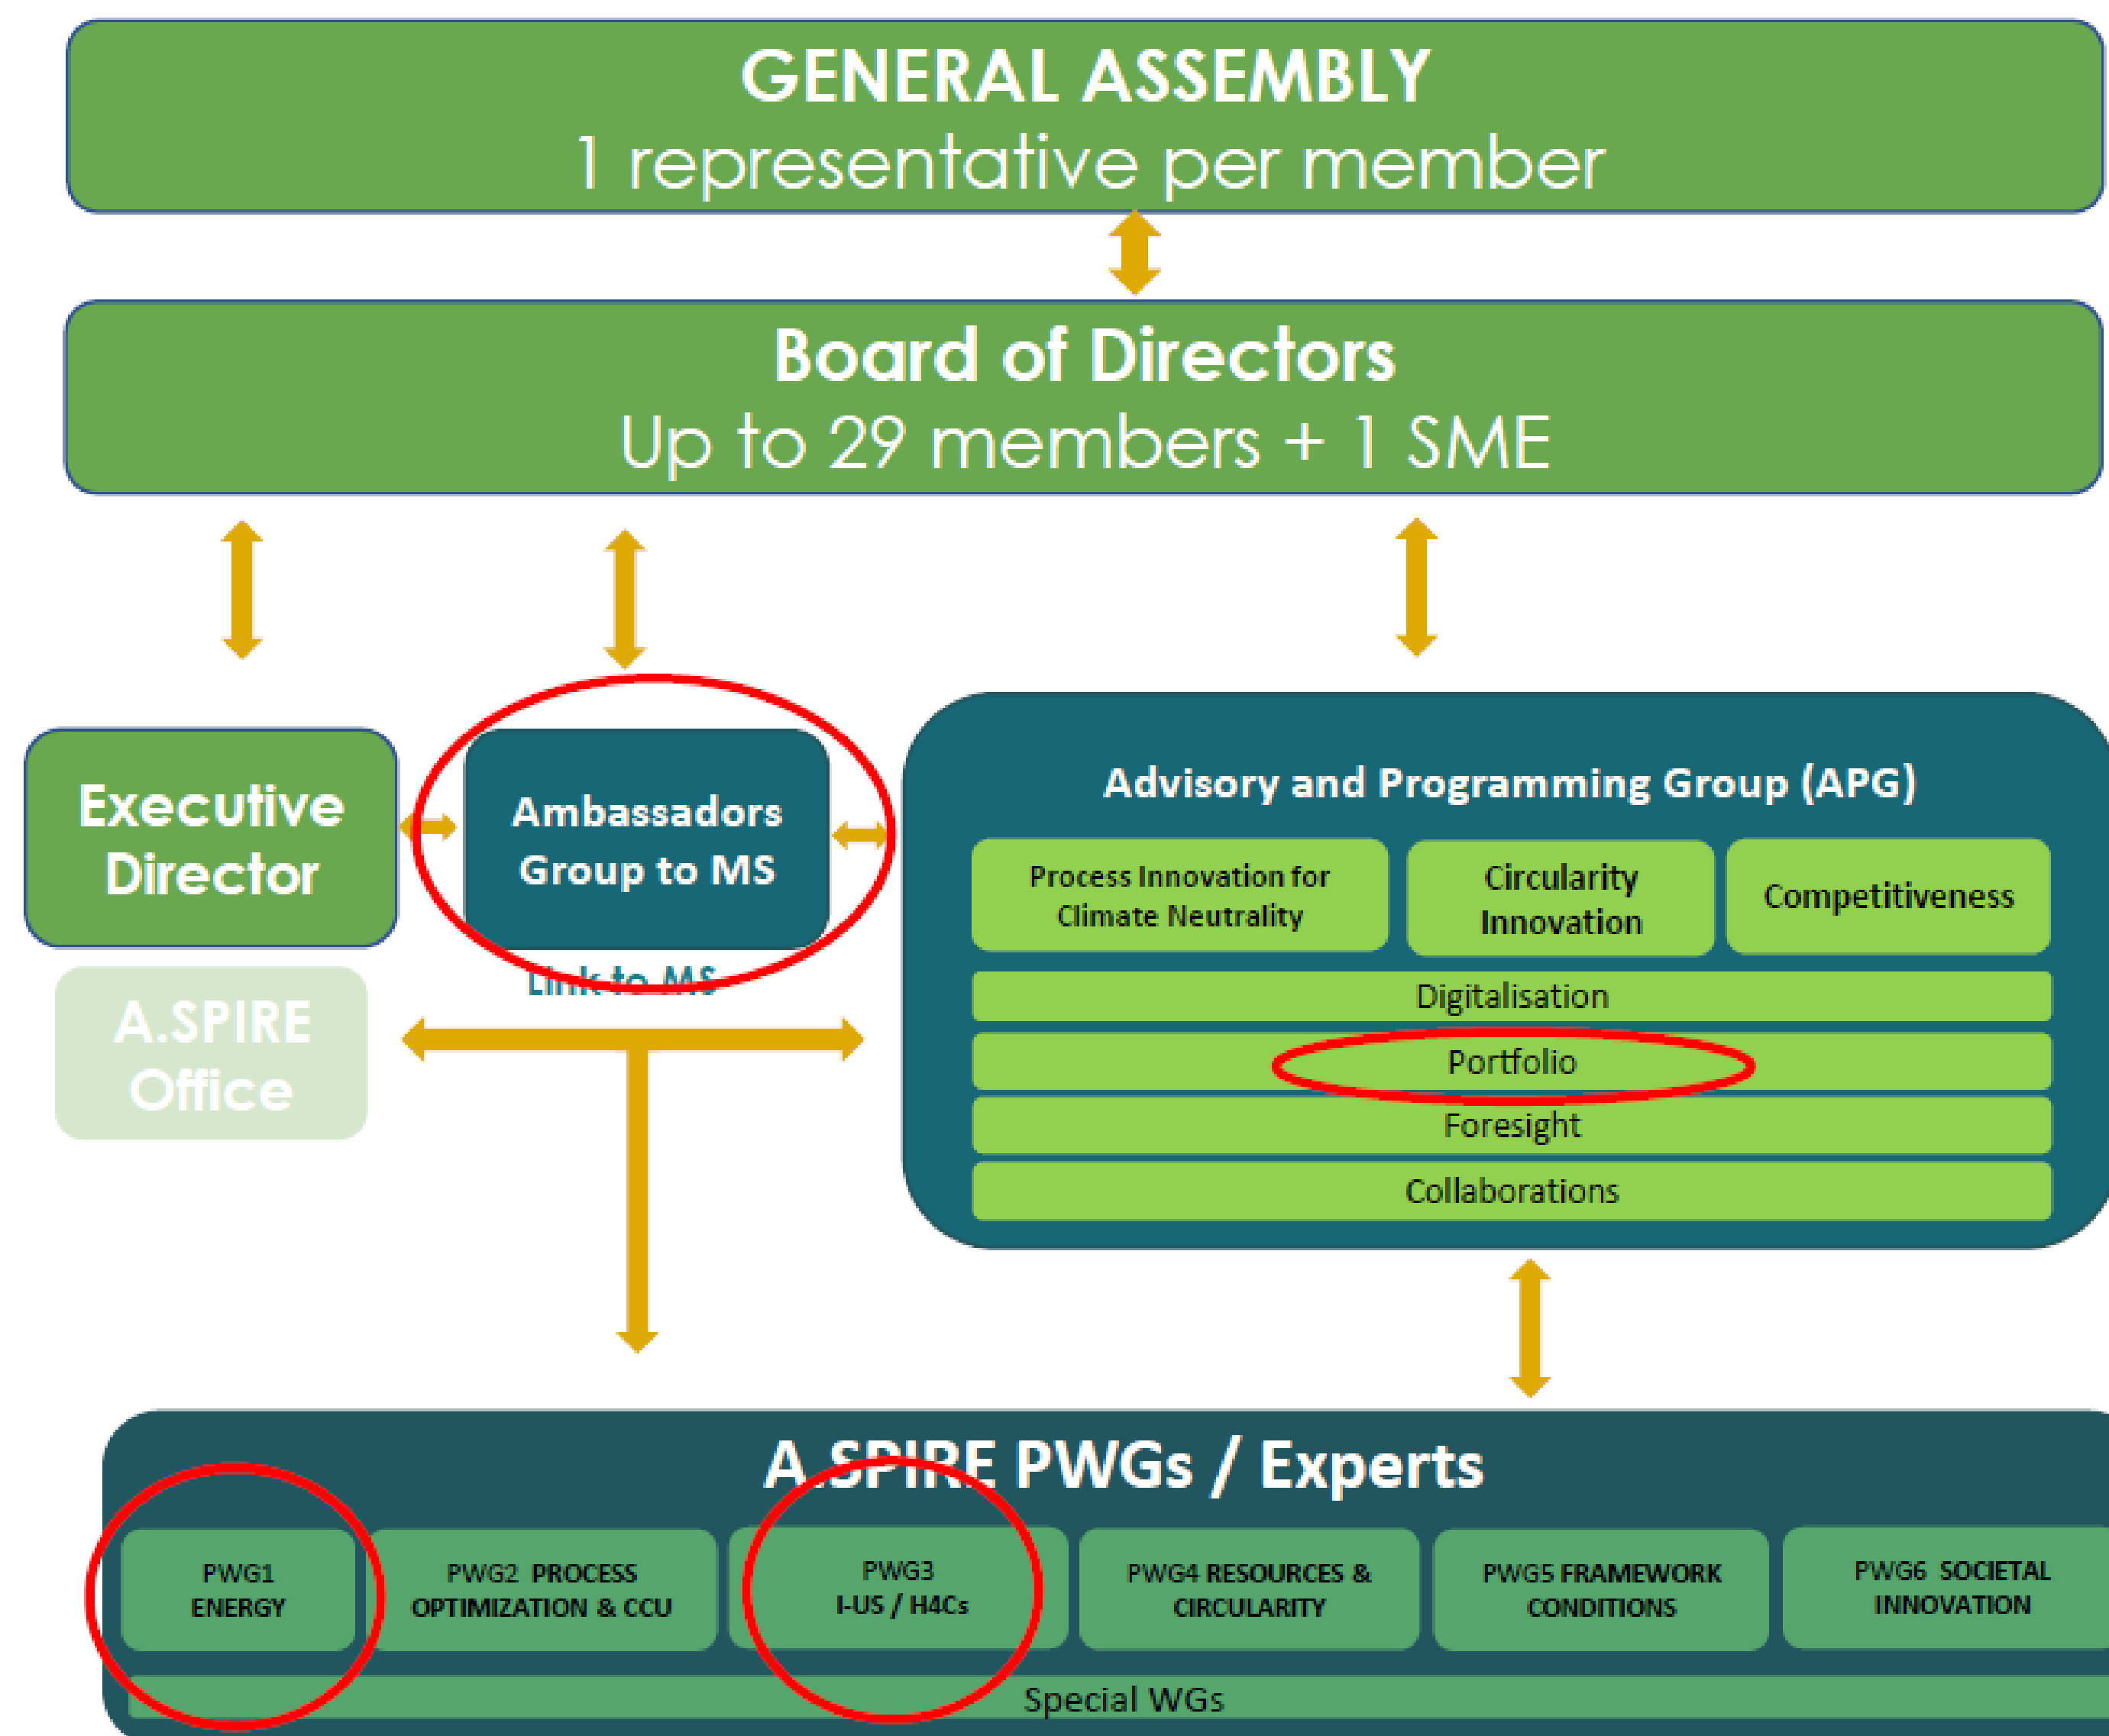 GENERAL ASSEMBLY
1 representative per member
Board of Directors
Up to 29 members + 1 SME
Executive
Director
A.SPIRE
Office
Ambassadors
Group to MS
Link to MS
Advisory and Programming Group (APG)
Process Innovation for
Climate Neutrality
Circularity
Innovation
Competitiveness
Digitalisation
Portfolio
Foresight
Collaborations
A.SPIRE PWGs / Experts
PWG1
ENERGY
PWG2 PROCESS
OPTIMIZATION & CCU
PWG3
I-US / H4Cs
PWG4 RESOURCES &
CIRCULARITY
PWG5 FRAMEWORK
CONDITIONS
PWG6 SOCIETAL
INNOVATION
Special WGs